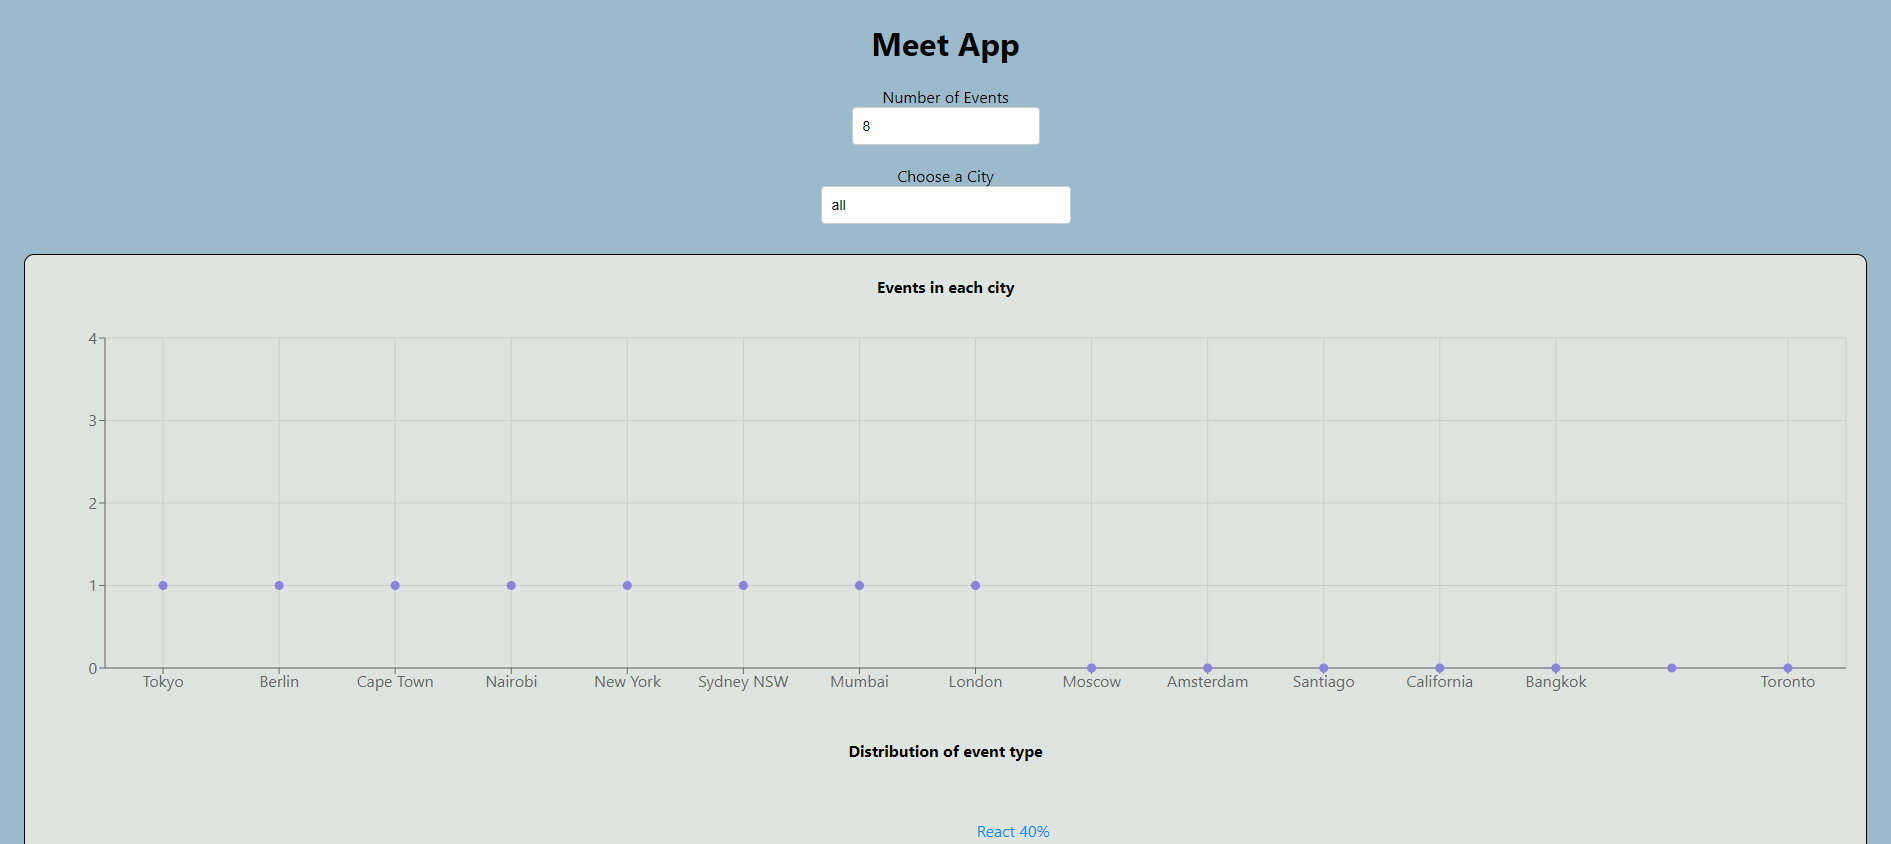 Meet App
Number of Events
8
Choose a City
all
Events in each city
4
3
2
1
0
Tokyo Berlin Cape Town Nairobi New York Sydney NSW Mumbai London Moscow Amsterdam Santiago California Bangkok Toronto
Distribution of event type
React 40%